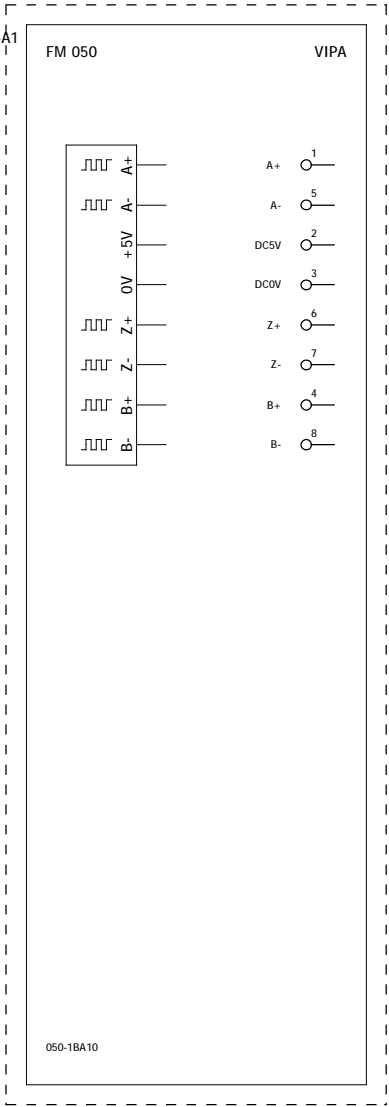 A1
FM 050 VIPA
A+ A+ 1
A- A- 5
+5V DC5V 2
0V DC0V 3
Z+ Z+ 6
Z- Z- 7
B+ B+ 4
B- B- 8
050-1BA10